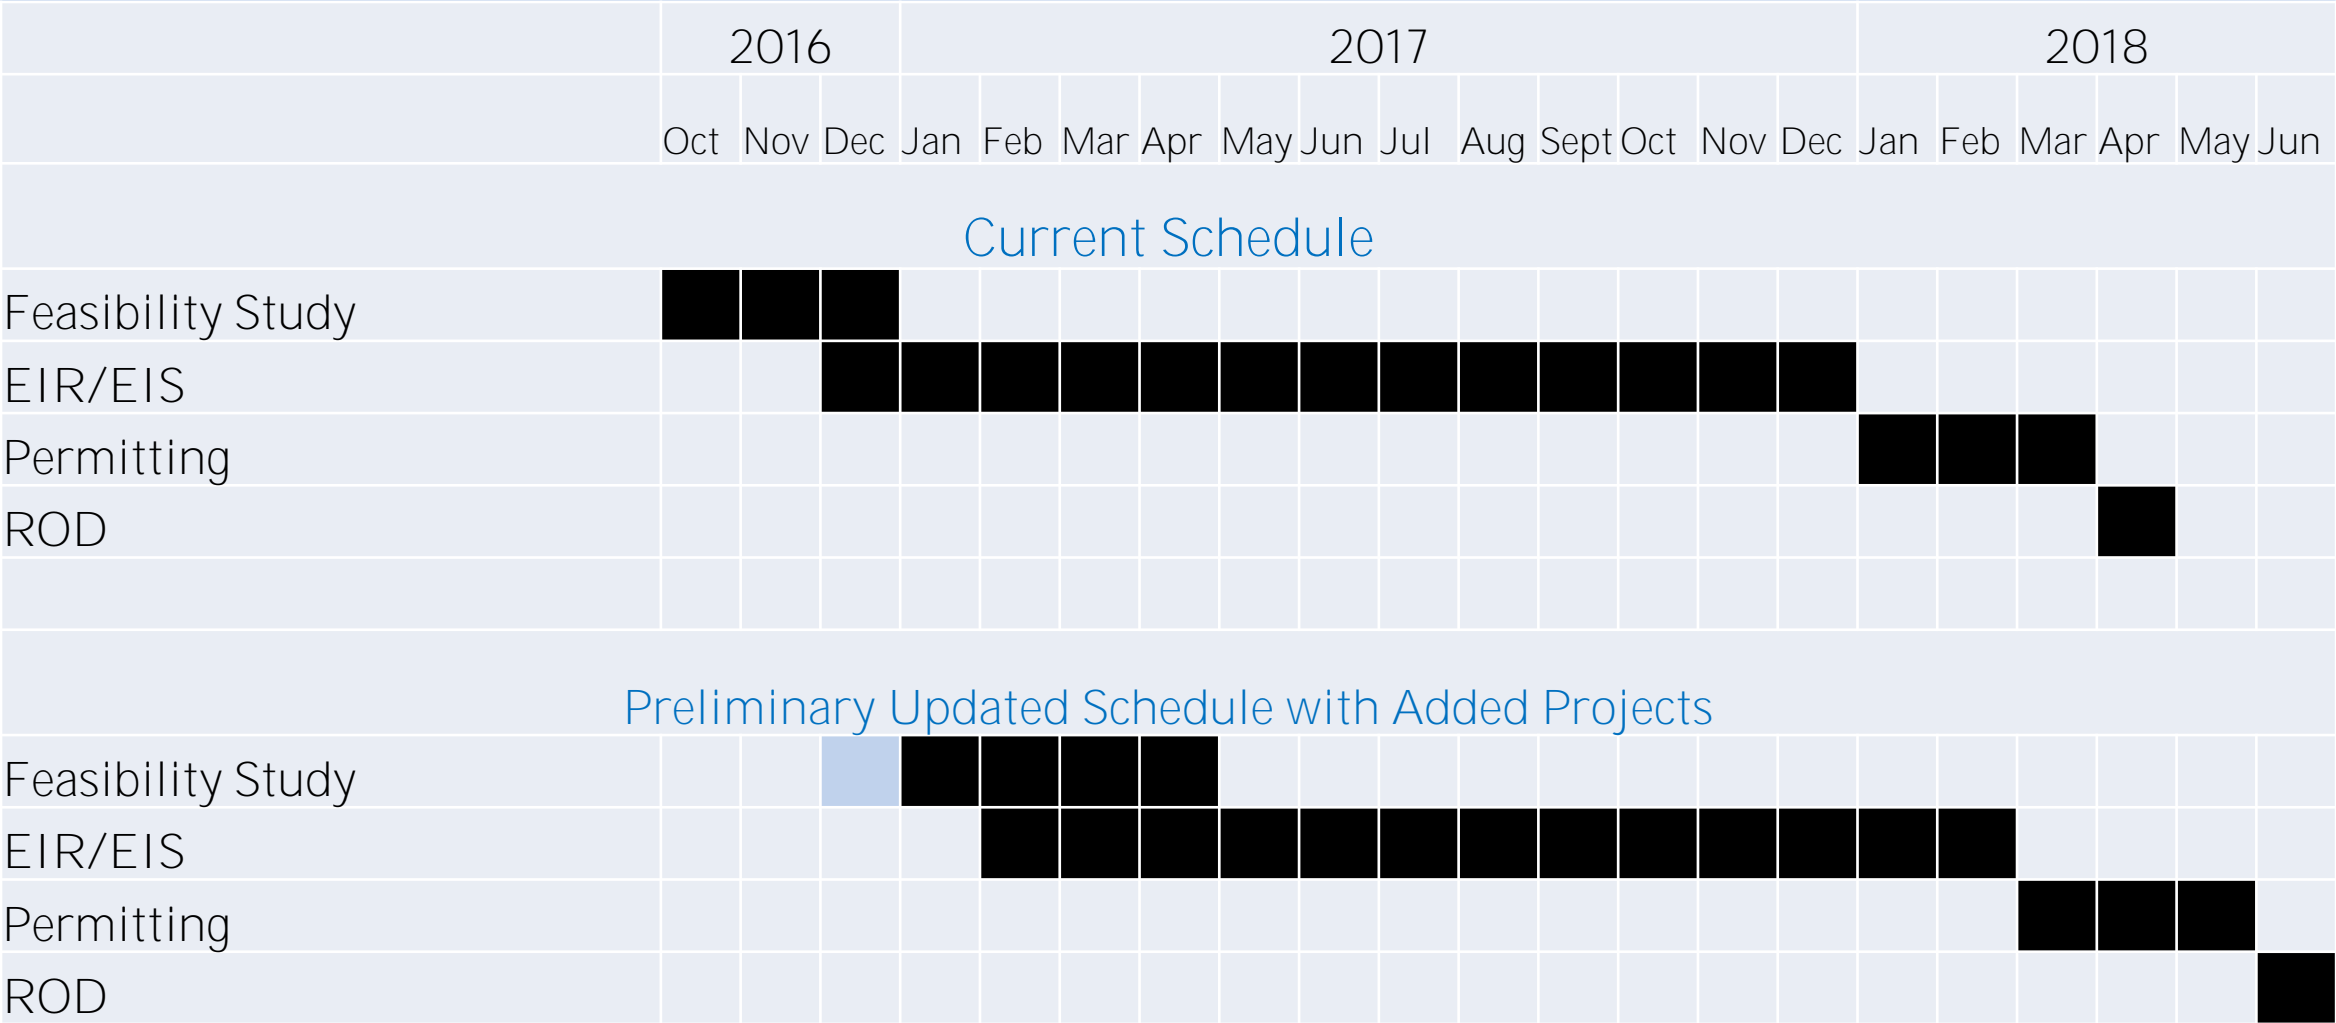 2016 2017 2018
Oct Nov Dec Jan Feb Mar Apr May Jun Jul Aug Sept Oct Nov Dec Jan Feb Mar Apr May Jun
Current Schedule
Feasibility Study
EIR/EIS
Permitting
ROD
Preliminary Updated Schedule with Added Projects
Feasibility Study
EIR/EIS
Permitting
ROD